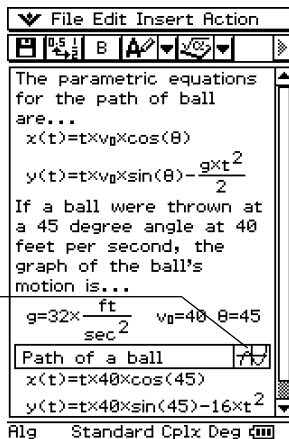 File Edit Insert Action
B
The parametric equations
for the path of ball
are...
x(t)=t×v₀×cos(θ)
y(t)=t×v₀×sin(θ)-g×t²/2
If a ball were thrown at
a 45 degree angle at 40
feet per second, the
graph of the ball's
motion is...
g=32×ft/sec² v₀=40 θ=45
Path of a ball
x(t)=t×40×cos(45)
y(t)=t×40×sin(45)-16×t²
Alg Standard Cplx Deg